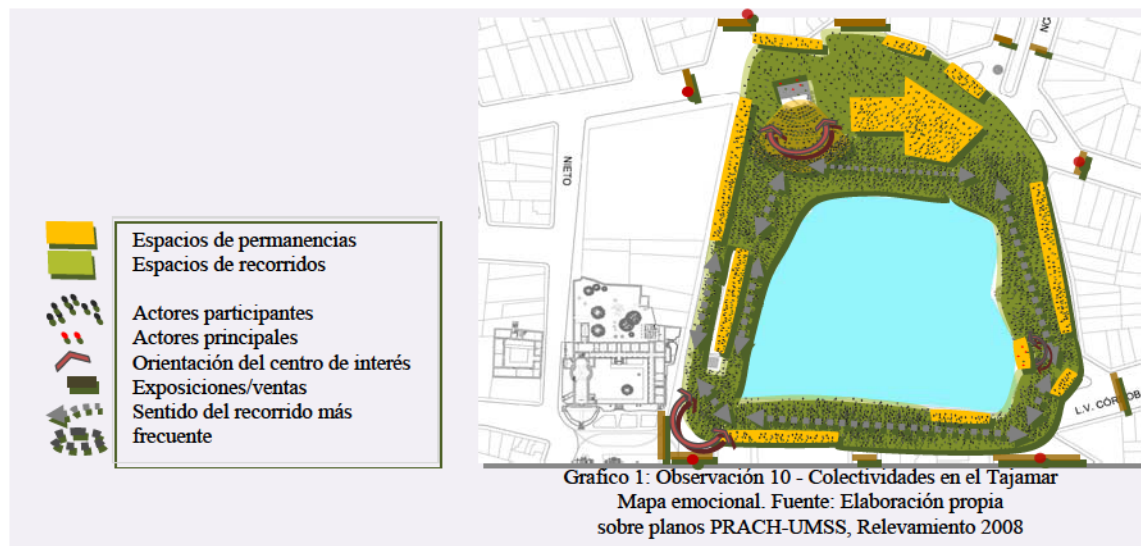 Espacios de permanencias
Espacios de recorridos
Actores participantes
Actores principales
Orientación del centro de interés
Exposiciones/ventas
Sentido del recorrido más
frecuente
NIETO
NG
L.V. CÓRDOB
Grafico 1: Observación 10 - Colectividades en el Tajamar
Mapa emocional. Fuente: Elaboración propia
sobre planos PRACH-UMSS, Relevamiento 2008